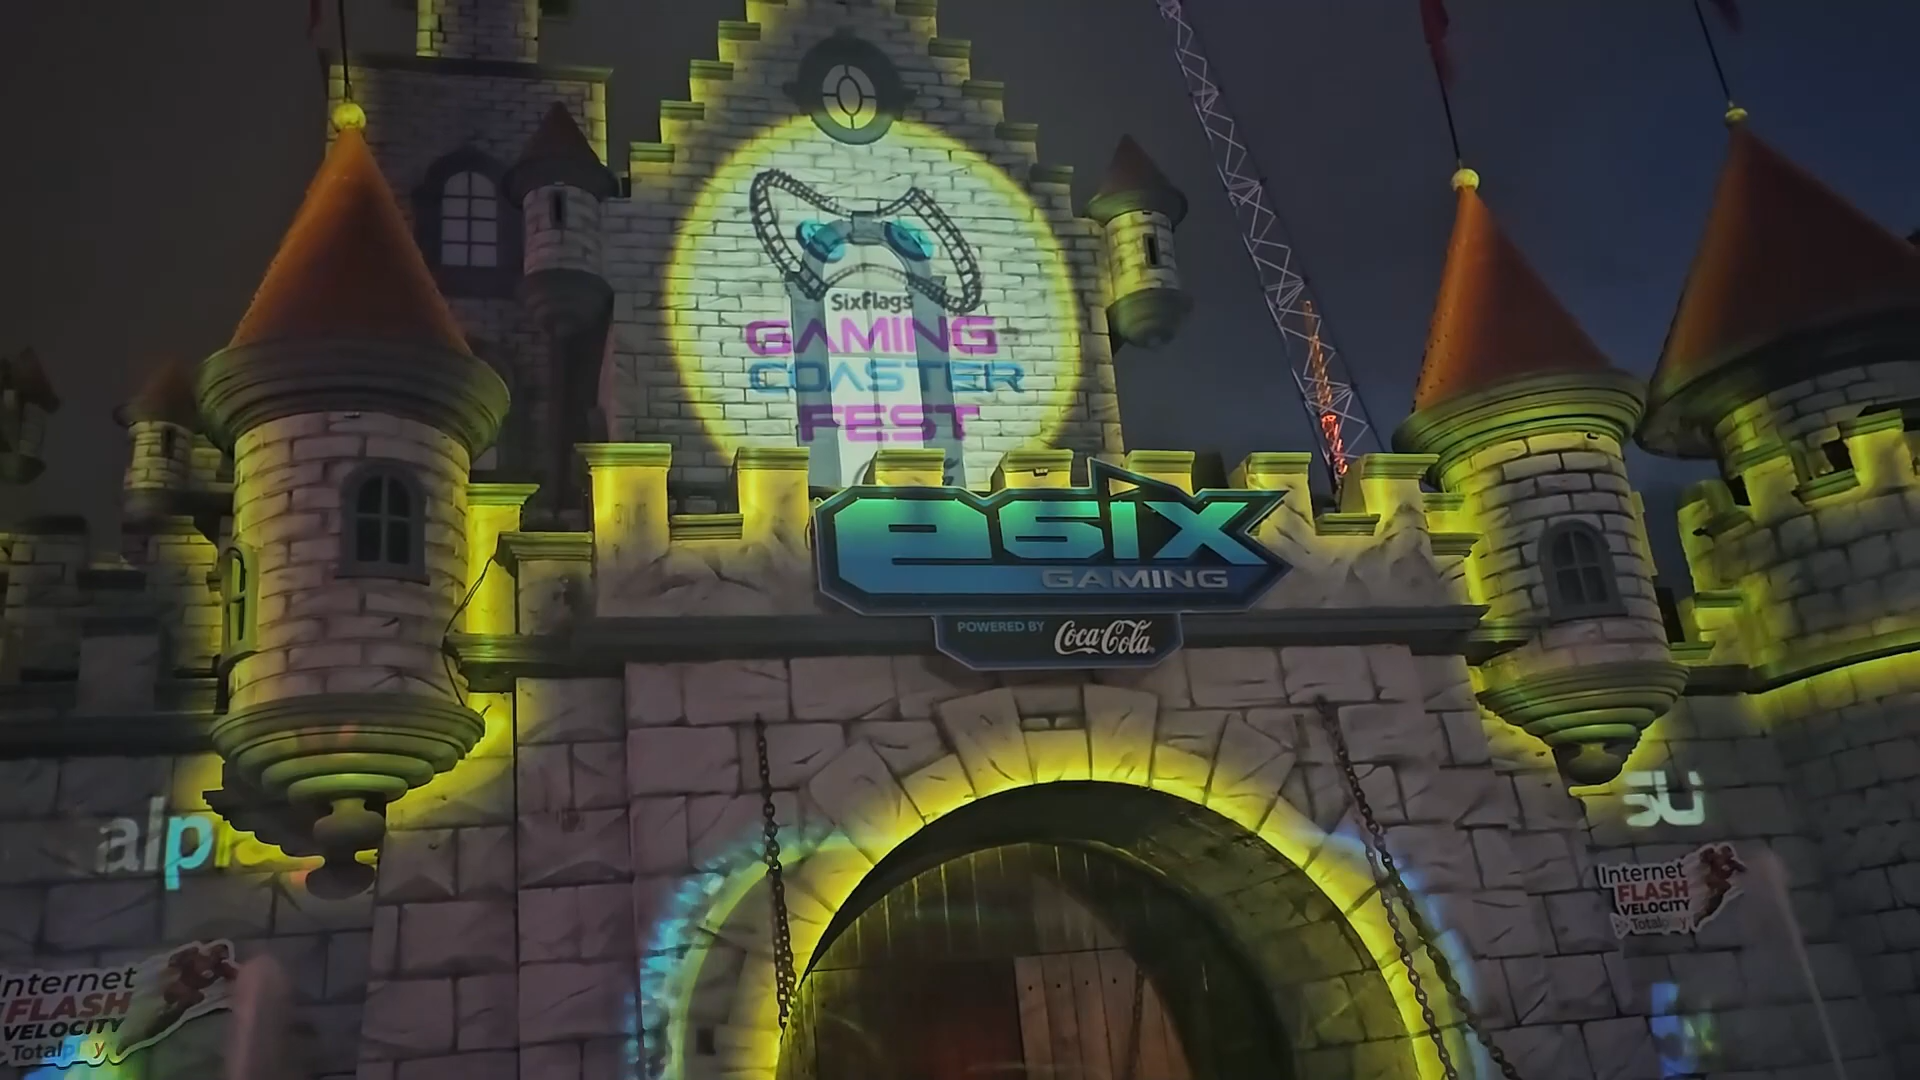 SixFlags
GAMING
COASTER
FEST
esix
GAMING
POWERED BY Coca-Cola
Internet
FLASH
VELOCITY
Totalplay
Internet
FLASH
VELOCITY
Totalplay